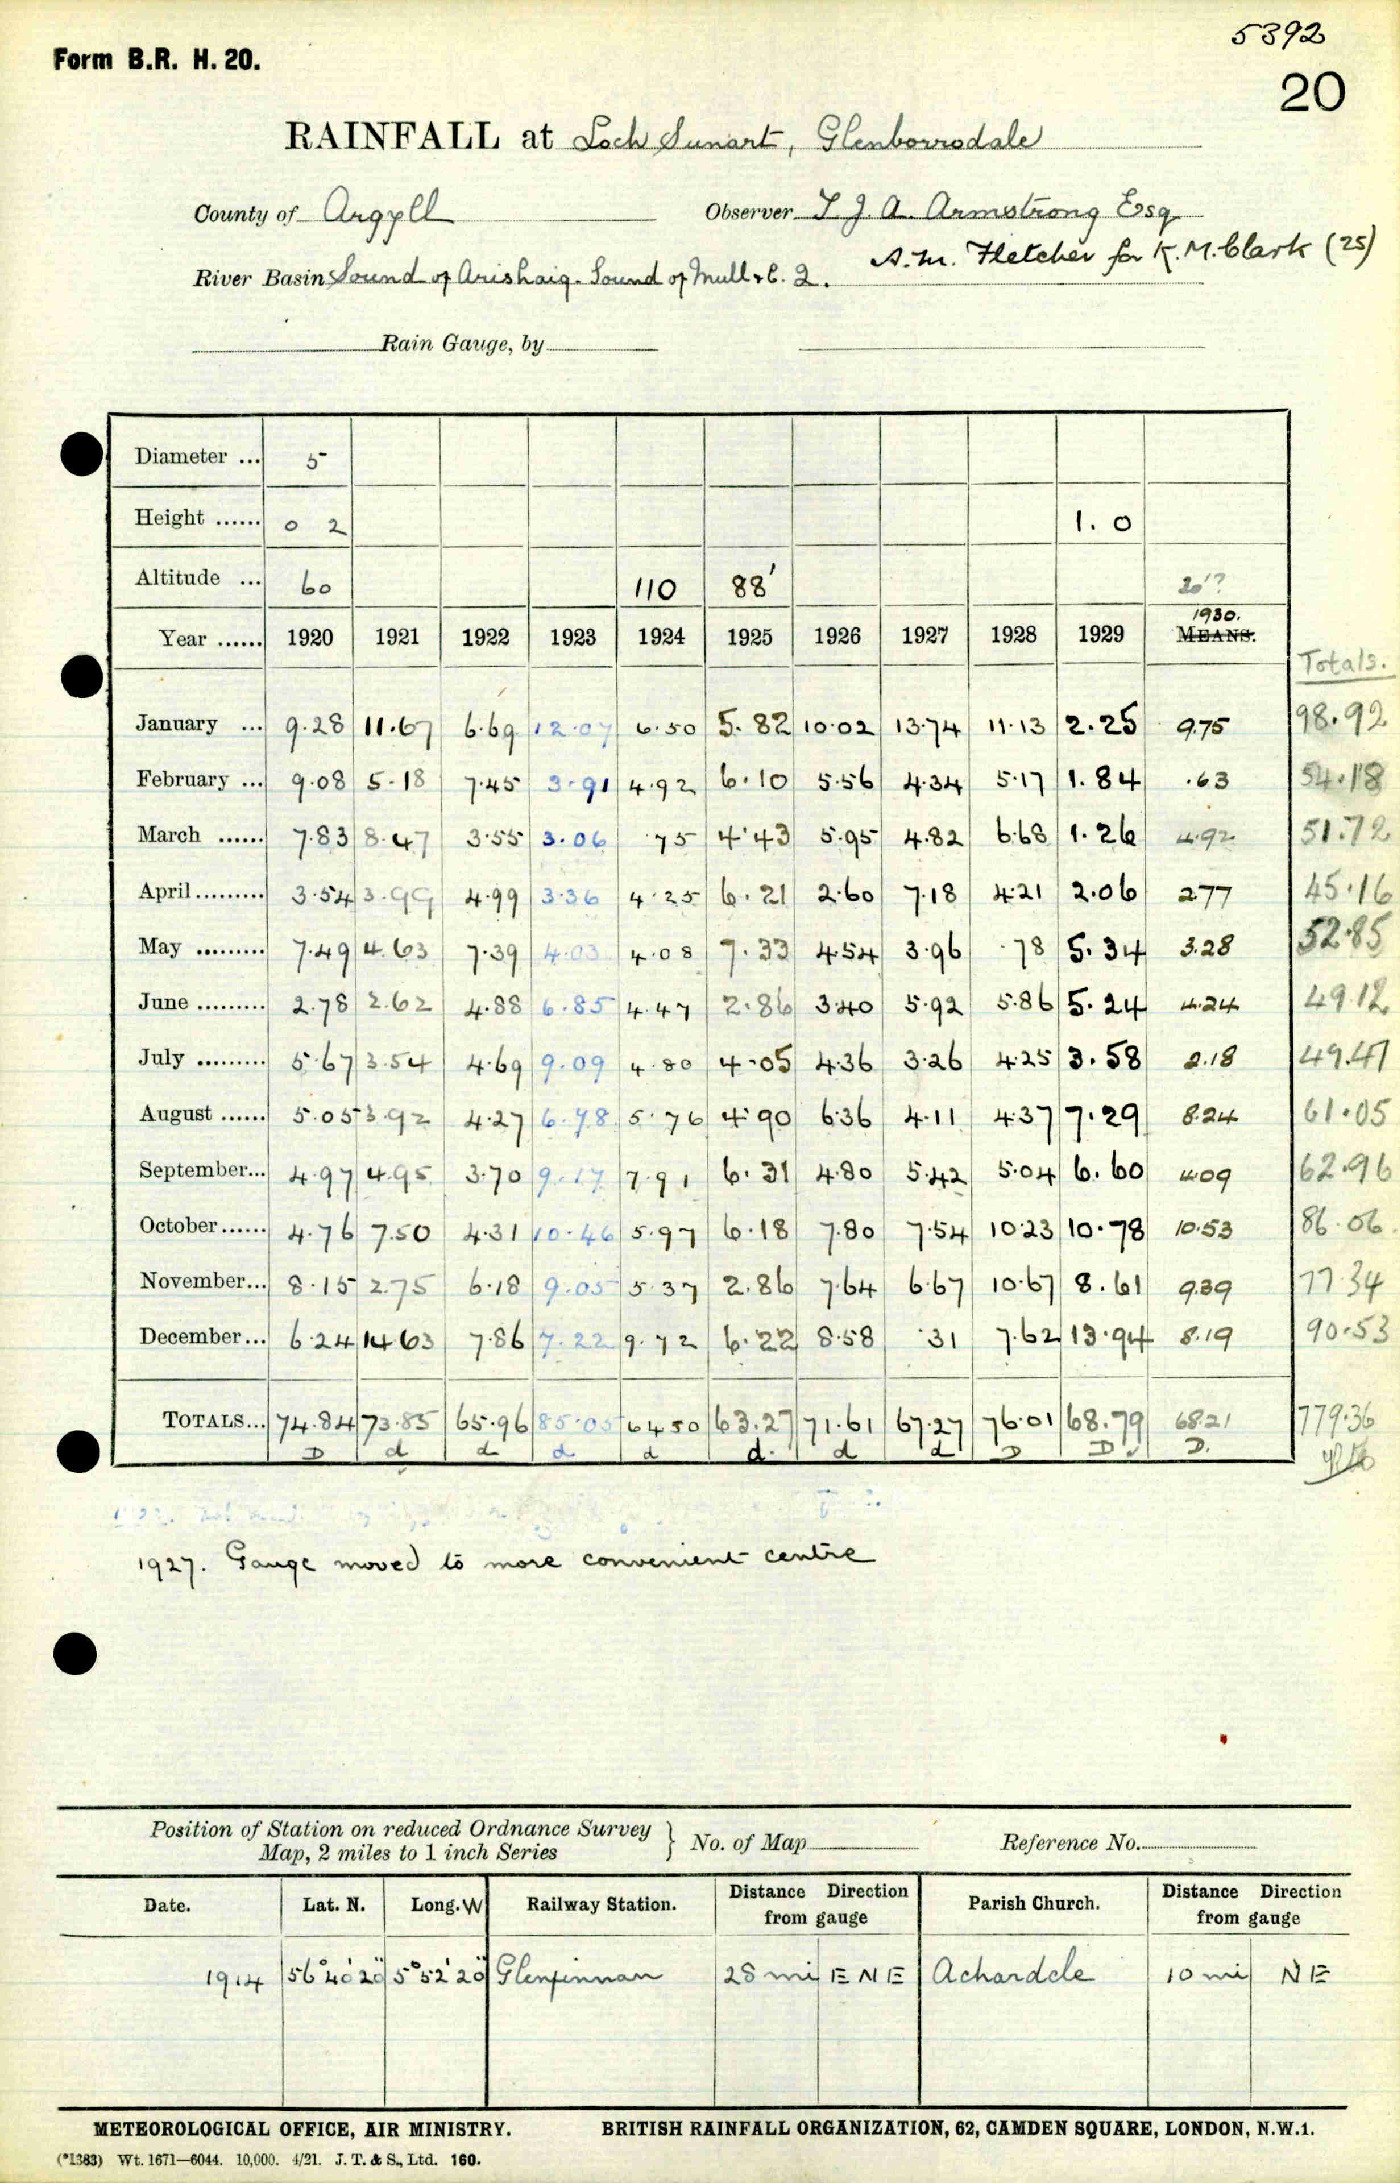 5392
Form B.R. H. 20.
20
RAINFALL at Loch Sunart, Glenborrodale
County of Argyll Observer T J. A. Armstrong Esq
A. M. Fletcher for K. M. Clark (25)
River Basin Sound of Arishaig - Sound of Mull &c. 2.
Rain Gauge, by
Diameter ... 5
Height ...... 0 2 1. 0
Altitude ... 60 110 88' 20'?
1930.
Year ...... 1920 1921 1922 1923 1924 1925 1926 1927 1928 1929 MEANS.
Totals.
January ... 9.28 11.67 6.69 12.07 6.50 5.82 10.02 13.74 11.13 2.25 9.75 98.92
February ... 9.08 5.18 7.45 3.91 4.92 6.10 5.56 4.34 5.17 1.84 .63 54.18
March ...... 7.83 8.47 3.55 3.06 .75 4.43 5.95 4.82 6.68 1.26 4.92 51.72
April ......... 3.54 3.99 4.99 3.36 4.25 6.21 2.60 7.18 4.21 2.06 2.77 45.16
May ......... 7.49 4.63 7.39 4.03 4.08 7.33 4.54 3.96 .78 5.34 3.28 52.85
June ......... 2.78 2.62 4.88 6.85 4.47 2.86 3.40 5.92 5.86 5.24 4.24 49.12
July ......... 5.67 3.54 4.69 9.09 4.80 4.05 4.36 3.26 4.25 3.58 2.18 49.47
August ...... 5.05 3.92 4.27 6.78 5.76 4.90 6.36 4.11 4.37 7.29 8.24 61.05
September... 4.97 4.95 3.70 9.17 7.91 6.31 4.80 5.42 5.04 6.60 4.09 62.96
October ...... 4.76 7.50 4.31 10.46 5.97 6.18 7.80 7.54 10.23 10.78 10.53 86.06
November... 8.15 2.75 6.18 9.05 5.37 2.86 7.64 6.67 10.67 8.61 9.39 77.34
December... 6.24 14.63 7.86 7.22 9.72 6.22 8.58 .31 7.62 13.94 8.19 90.53
TOTALS... 74.84 73.85 65.96 85.05 64.50 63.27 71.61 67.27 76.01 68.79 68.21 779.36
D d d d d d. d d D D D.
1927. Gauge moved to more convenient centre
Position of Station on reduced Ordnance Survey
Map, 2 miles to 1 inch Series } No. of Map Reference No.
Date. Lat. N. Long. W Railway Station. Distance Direction from gauge Parish Church. Distance Direction from gauge
1914 56°40'20" 5°52'20" Glenfinnan 28 mi ENE Achardcle 10 mi NE
METEOROLOGICAL OFFICE, AIR MINISTRY. BRITISH RAINFALL ORGANIZATION, 62, CAMDEN SQUARE, LONDON, N.W.1.
(*1383) Wt. 1671—6044. 10,000. 4/21. J. T. & S., Ltd. 160.